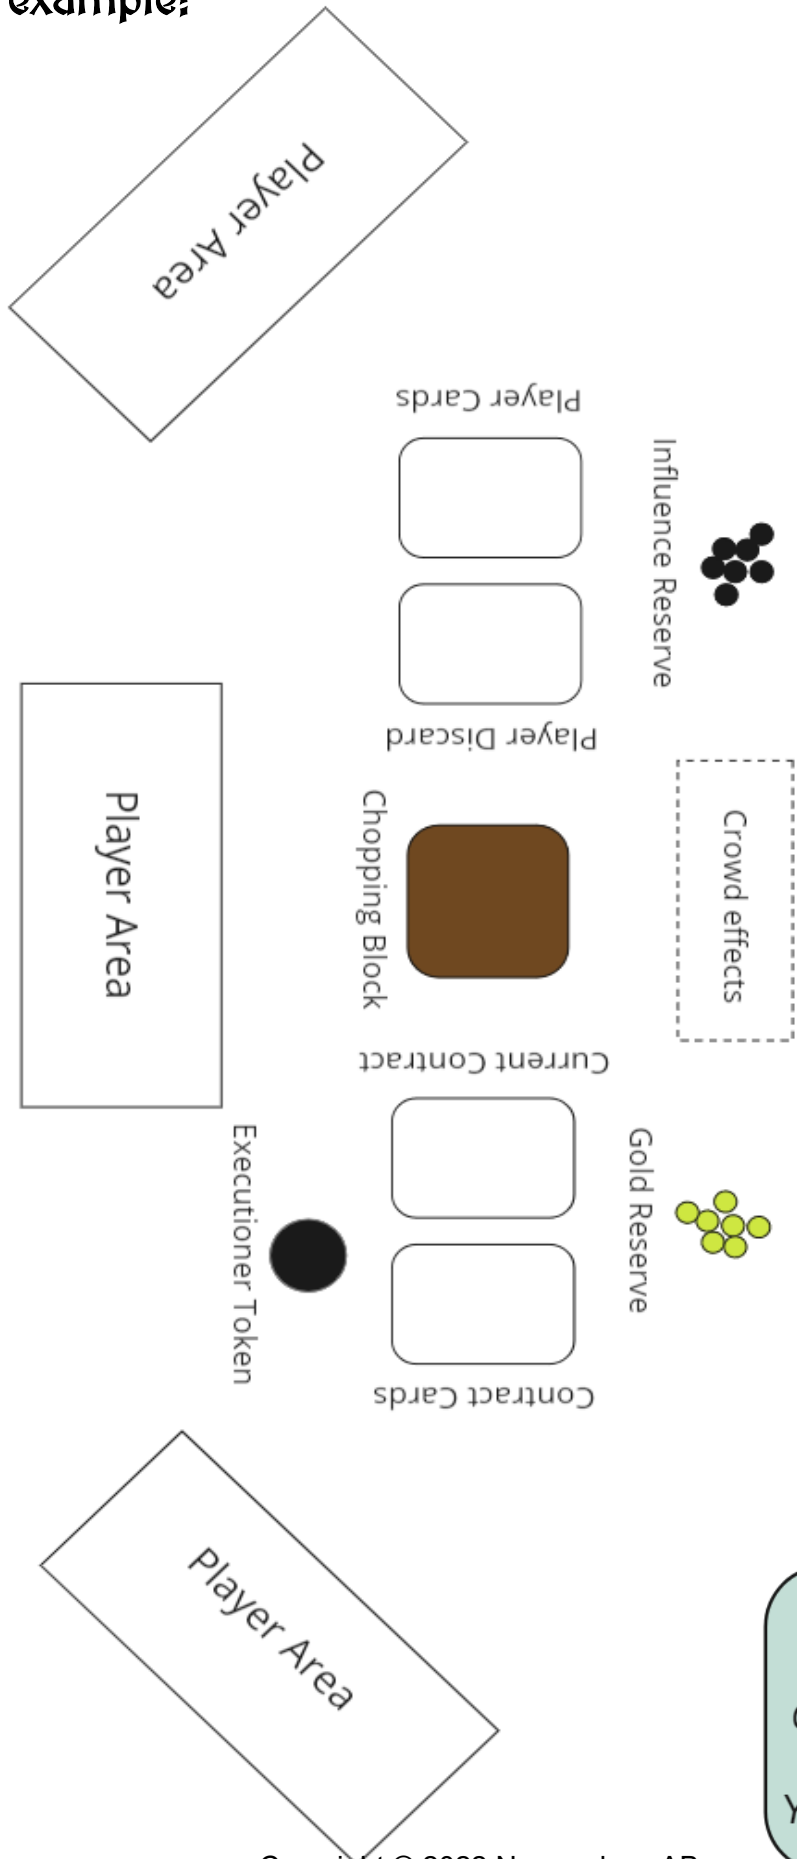 example:
Player Area
Player Cards
Influence Reserve
Player Discard
Chopping Block
Crowd effects
Player Area
Current Contract
Executioner Token
Gold Reserve
Contract Cards
Player Area
Y